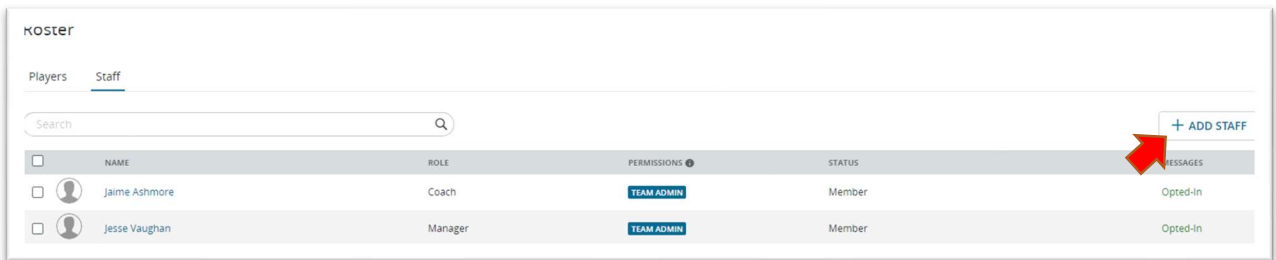 Roster
Players Staff
Search + ADD STAFF
NAME ROLE PERMISSIONS STATUS MESSAGES
Jaime Ashmore Coach TEAM ADMIN Member Opted-In
Jesse Vaughan Manager TEAM ADMIN Member Opted-In